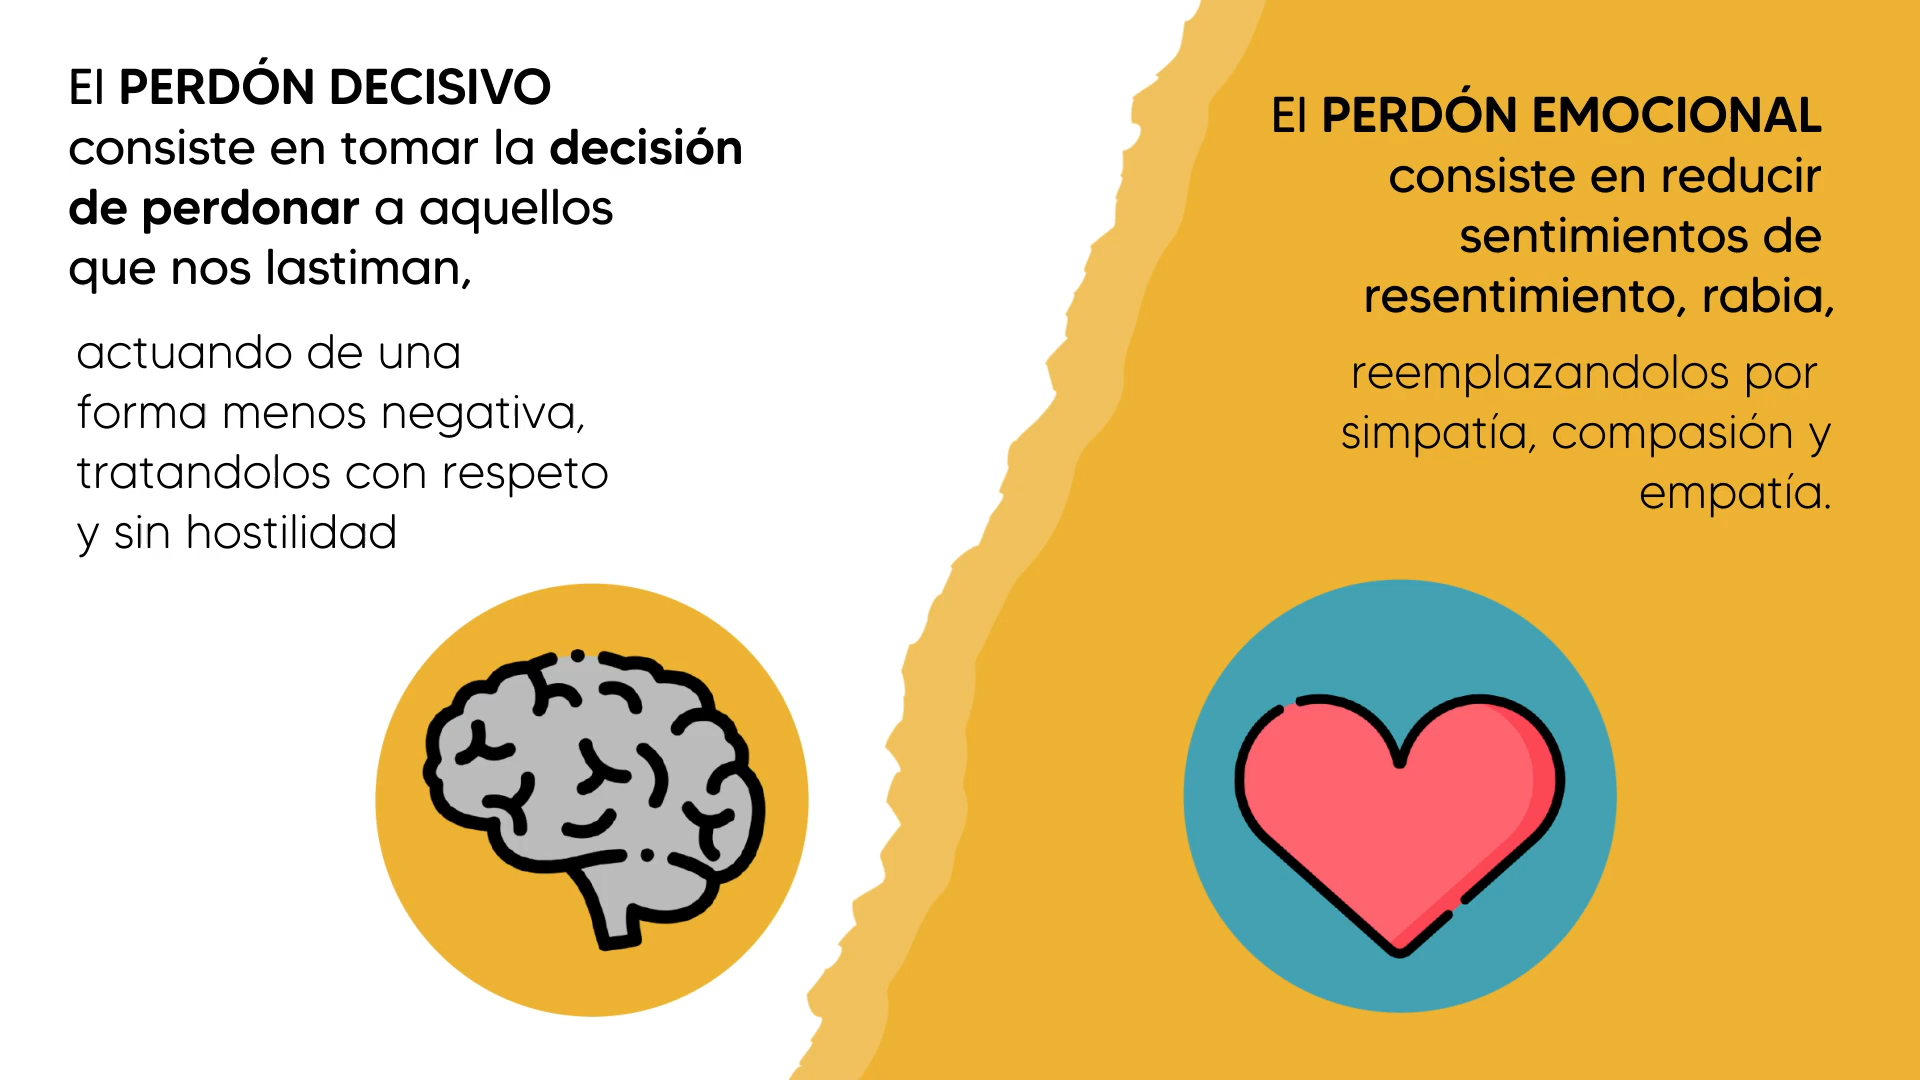 El PERDÓN DECISIVO
consiste en tomar la decisión
de perdonar a aquellos
que nos lastiman,
actuando de una
forma menos negativa,
tratandolos con respeto
y sin hostilidad
El PERDÓN EMOCIONAL
consiste en reducir
sentimientos de
resentimiento, rabia,
reemplazandolos por
simpatía, compasión y
empatía.